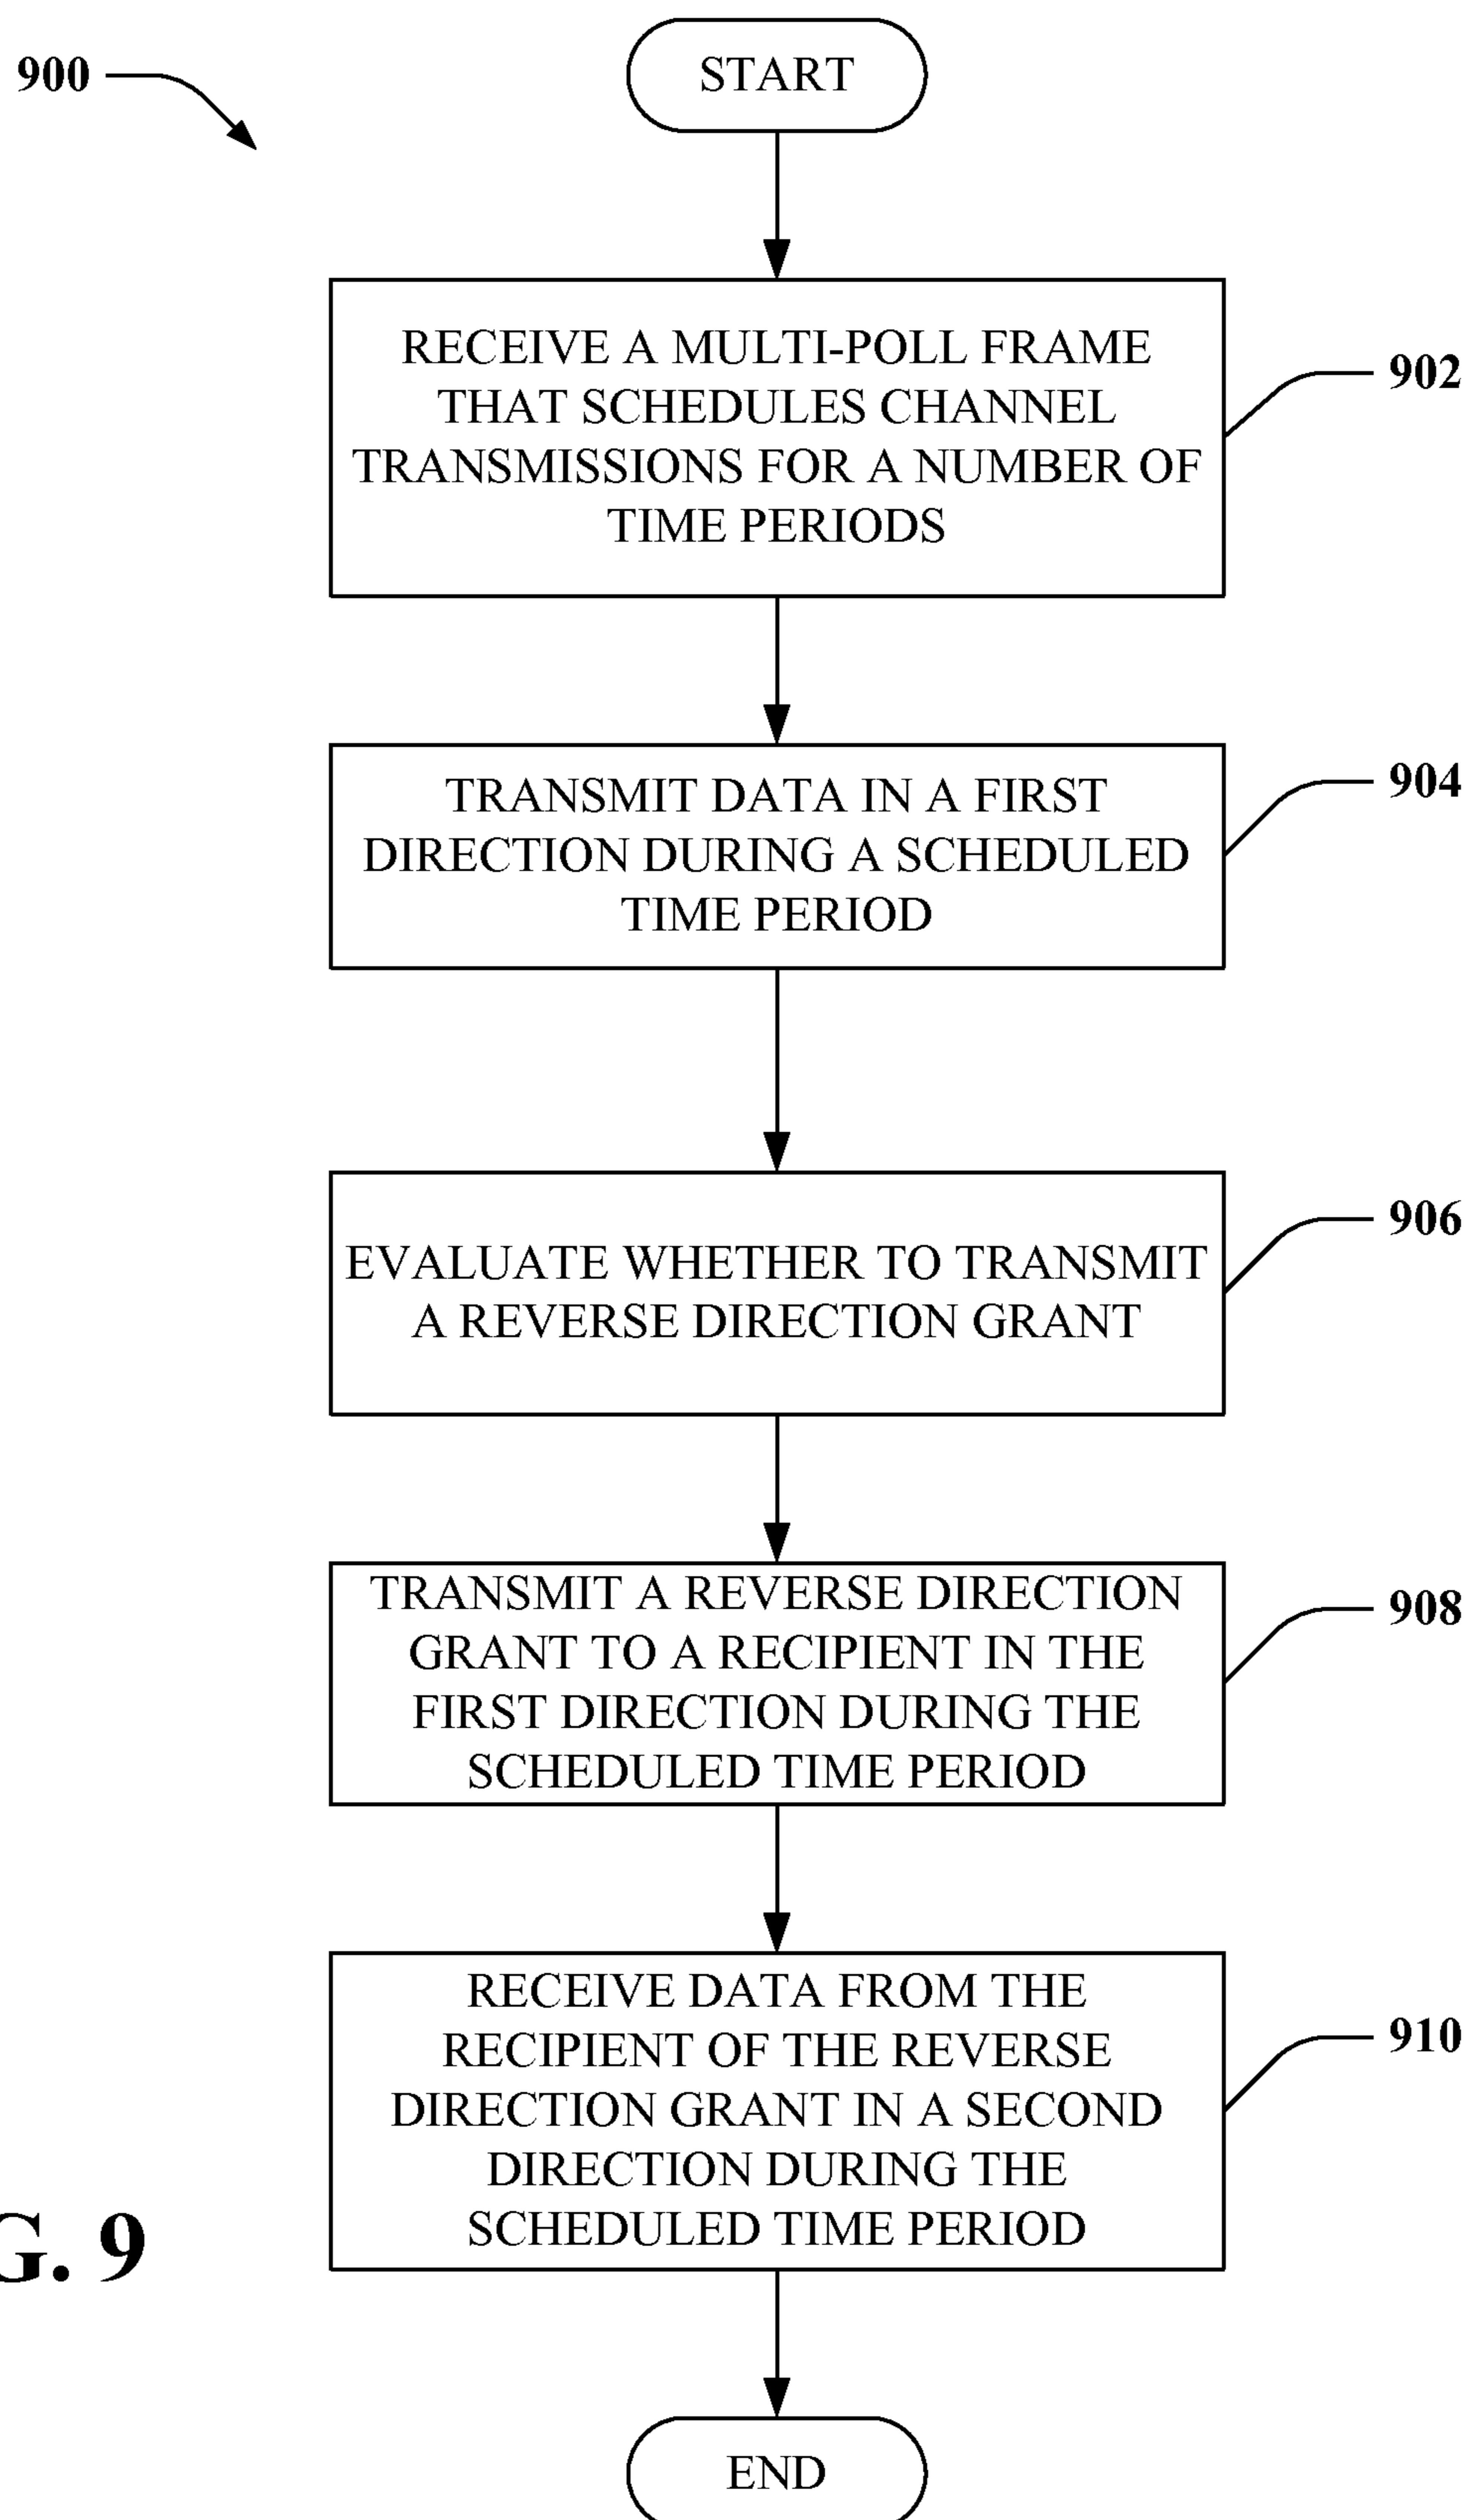 900
START
RECEIVE A MULTI-POLL FRAME
THAT SCHEDULES CHANNEL
TRANSMISSIONS FOR A NUMBER OF
TIME PERIODS
902
TRANSMIT DATA IN A FIRST
DIRECTION DURING A SCHEDULED
TIME PERIOD
904
EVALUATE WHETHER TO TRANSMIT
A REVERSE DIRECTION GRANT
906
TRANSMIT A REVERSE DIRECTION
GRANT TO A RECIPIENT IN THE
FIRST DIRECTION DURING THE
SCHEDULED TIME PERIOD
908
RECEIVE DATA FROM THE
RECIPIENT OF THE REVERSE
DIRECTION GRANT IN A SECOND
DIRECTION DURING THE
SCHEDULED TIME PERIOD
910
G. 9
END